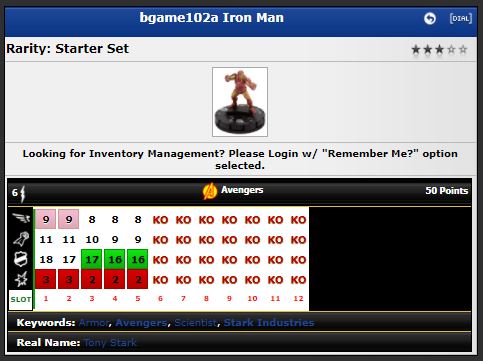 bgame102a Iron Man
[DIAL]
Rarity: Starter Set
Looking for Inventory Management? Please Login w/ "Remember Me?" option
selected.
6 Avengers 50 Points
9 9 8 8 8 KO KO KO KO KO KO KO
11 11 10 9 9 KO KO KO KO KO KO KO
18 17 17 16 16 KO KO KO KO KO KO KO
3 3 2 2 2 KO KO KO KO KO KO KO
SLOT 1 2 3 4 5 6 7 8 9 10 11 12
Keywords: Armor, Avengers, Scientist, Stark Industries
Real Name: Tony Stark